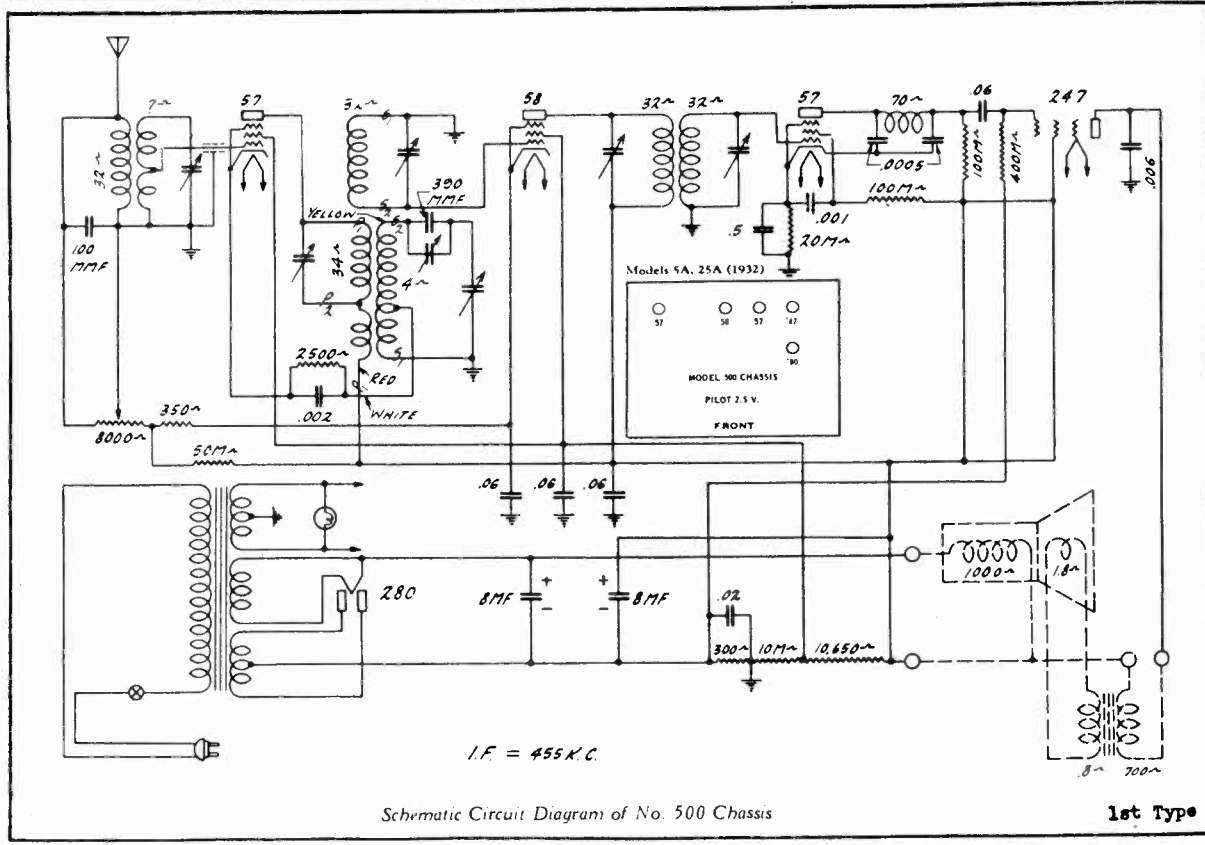 7~
57
3~
58
32~
32~
57
70~
.06
247
32~
.0005
100M~
400M~
.006
390
MMF
100M~
.001
.5
20M~
100
MMF
YELLOW
34~
4~
P2
2500~
.002
RED
WHITE
350~
8000~
50M~
.06
.06
.06
Models 5A, 25A (1932)
57
58
57
'47
'80
MODEL 500 CHASSIS
PILOT 2.5 V.
FRONT
280
+
-
8MF
+
-
8MF
.02
300~
10M~
10,650~
1000~
1.8~
.8~
700~
I.F. = 455 K.C.
Schematic Circuit Diagram of No. 500 Chassis
1st Type